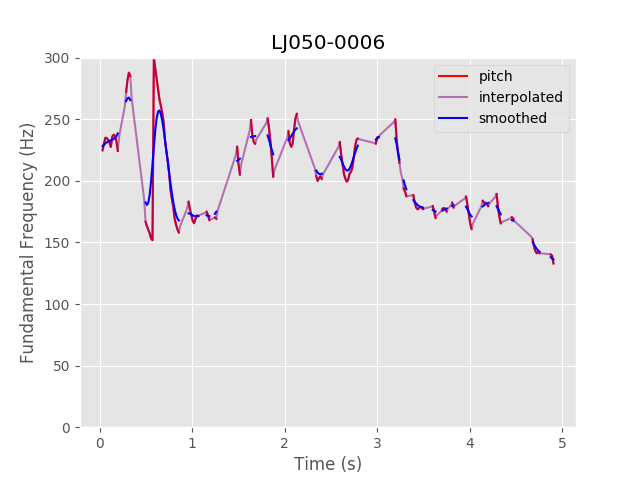 LJ050-0006
pitch
interpolated
smoothed
300
250
200
150
100
50
0
Fundamental Frequency (Hz)
0 1 2 3 4 5
Time (s)